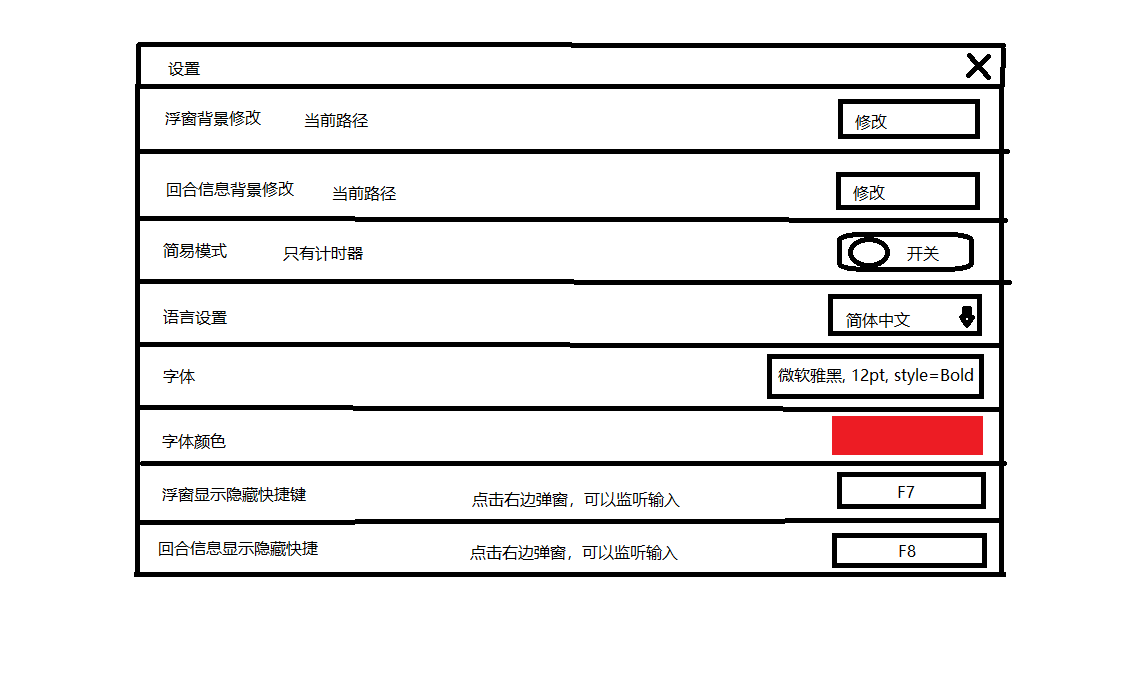 设置
浮窗背景修改 当前路径 修改
回合信息背景修改 当前路径 修改
简易模式 只有计时器 开关
语言设置 简体中文
字体 微软雅黑, 12pt, style=Bold
字体颜色
浮窗显示隐藏快捷键 点击右边弹窗，可以监听输入 F7
回合信息显示隐藏快捷 点击右边弹窗，可以监听输入 F8